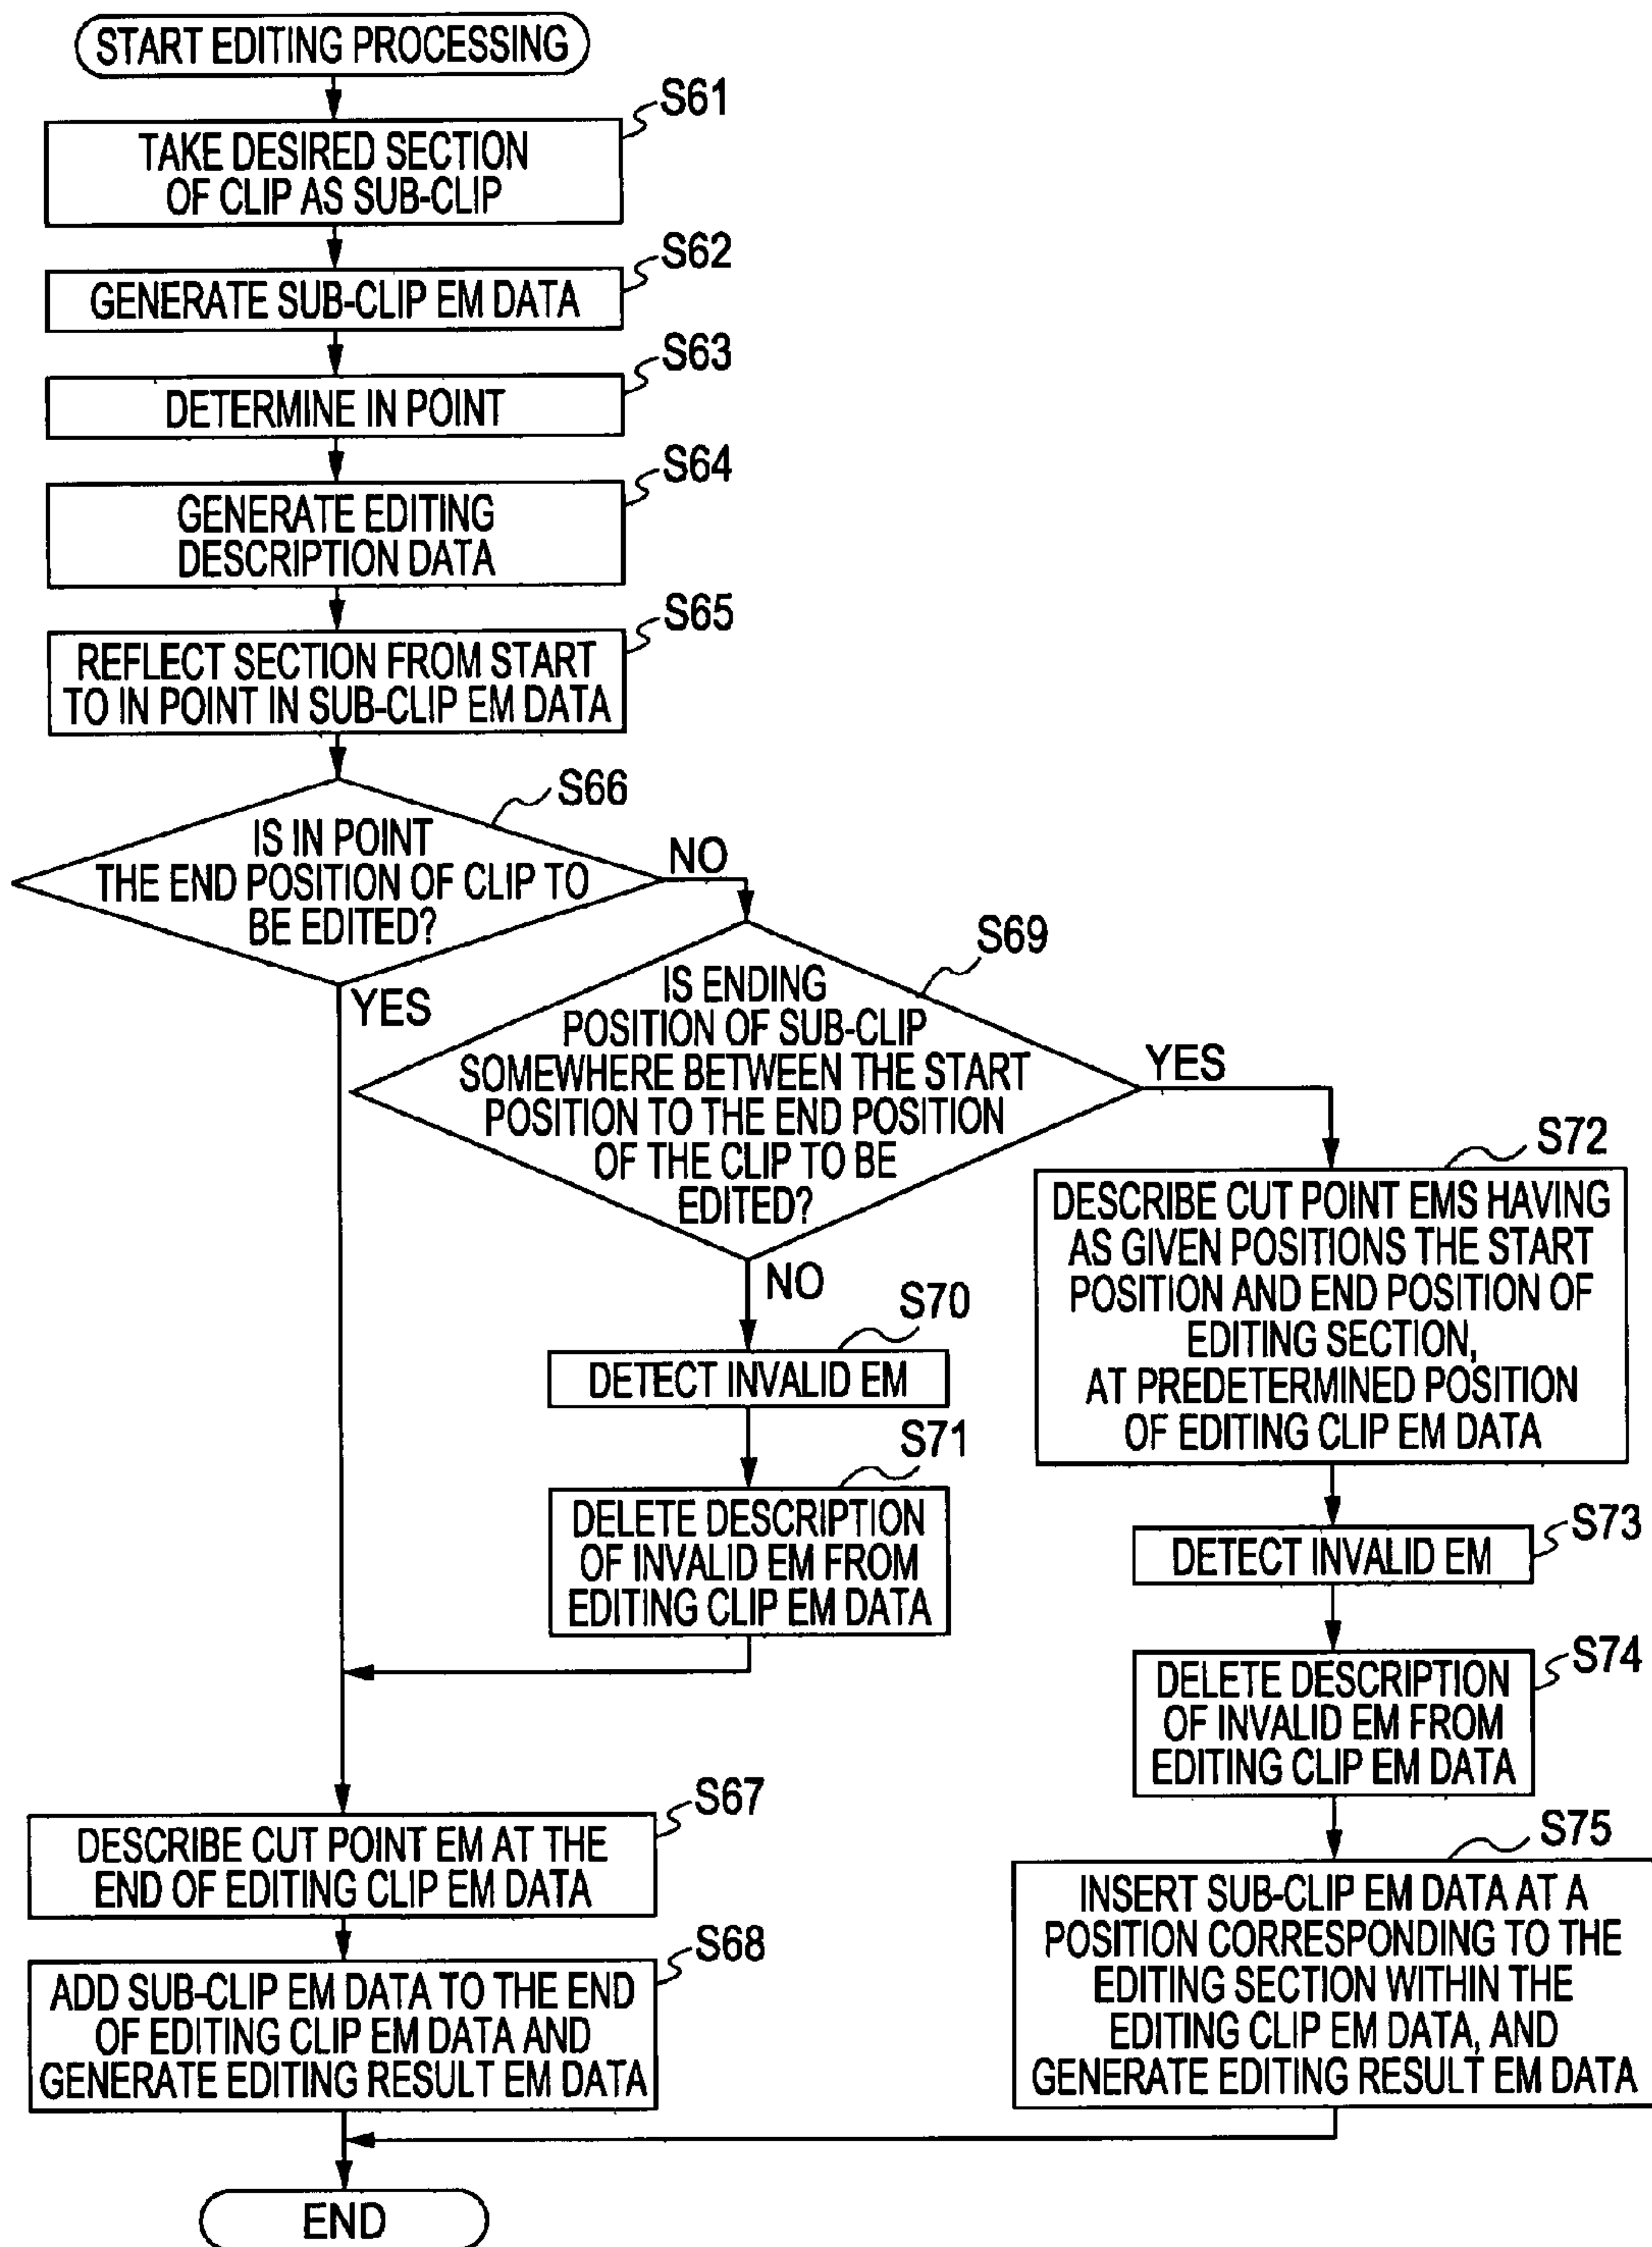 START EDITING PROCESSING
S61
TAKE DESIRED SECTION
OF CLIP AS SUB-CLIP
S62
GENERATE SUB-CLIP EM DATA
S63
DETERMINE IN POINT
S64
GENERATE EDITING
DESCRIPTION DATA
S65
REFLECT SECTION FROM START
TO IN POINT IN SUB-CLIP EM DATA
S66
IS IN POINT
THE END POSITION OF CLIP TO
BE EDITED?
NO
YES
S69
IS ENDING
POSITION OF SUB-CLIP
SOMEWHERE BETWEEN THE START
POSITION TO THE END POSITION
OF THE CLIP TO BE
EDITED?
YES
NO
S70
DETECT INVALID EM
S71
DELETE DESCRIPTION
OF INVALID EM FROM
EDITING CLIP EM DATA
S72
DESCRIBE CUT POINT EMS HAVING
AS GIVEN POSITIONS THE START
POSITION AND END POSITION OF
EDITING SECTION,
AT PREDETERMINED POSITION
OF EDITING CLIP EM DATA
S73
DETECT INVALID EM
S74
DELETE DESCRIPTION
OF INVALID EM FROM
EDITING CLIP EM DATA
S67
DESCRIBE CUT POINT EM AT THE
END OF EDITING CLIP EM DATA
S68
ADD SUB-CLIP EM DATA TO THE END
OF EDITING CLIP EM DATA AND
GENERATE EDITING RESULT EM DATA
S75
INSERT SUB-CLIP EM DATA AT A
POSITION CORRESPONDING TO THE
EDITING SECTION WITHIN THE
EDITING CLIP EM DATA, AND
GENERATE EDITING RESULT EM DATA
END